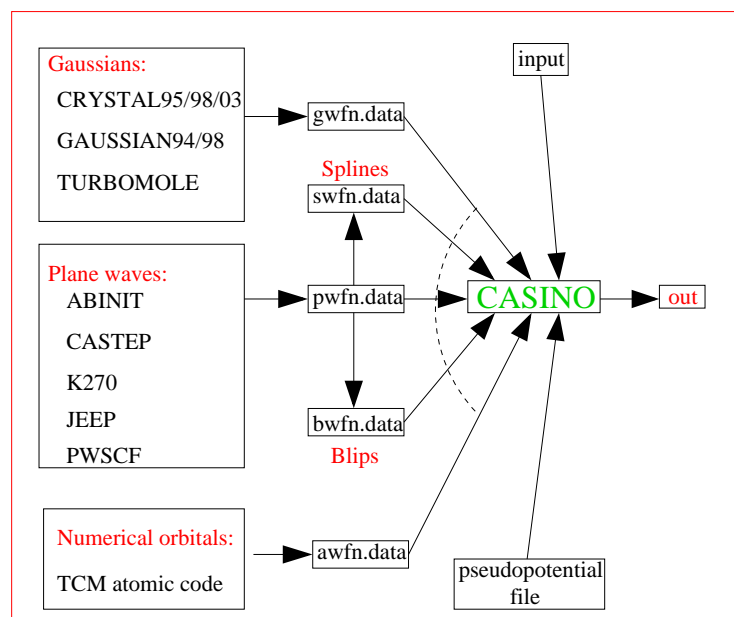 Gaussians:
CRYSTAL95/98/03
GAUSSIAN94/98
TURBOMOLE
gwfn.data
input
Splines
swfn.data
Plane waves:
ABINIT
CASTEP
K270
JEEP
PWSCF
pwfn.data
CASINO
out
bwfn.data
Blips
Numerical orbitals:
TCM atomic code
awfn.data
pseudopotential
file